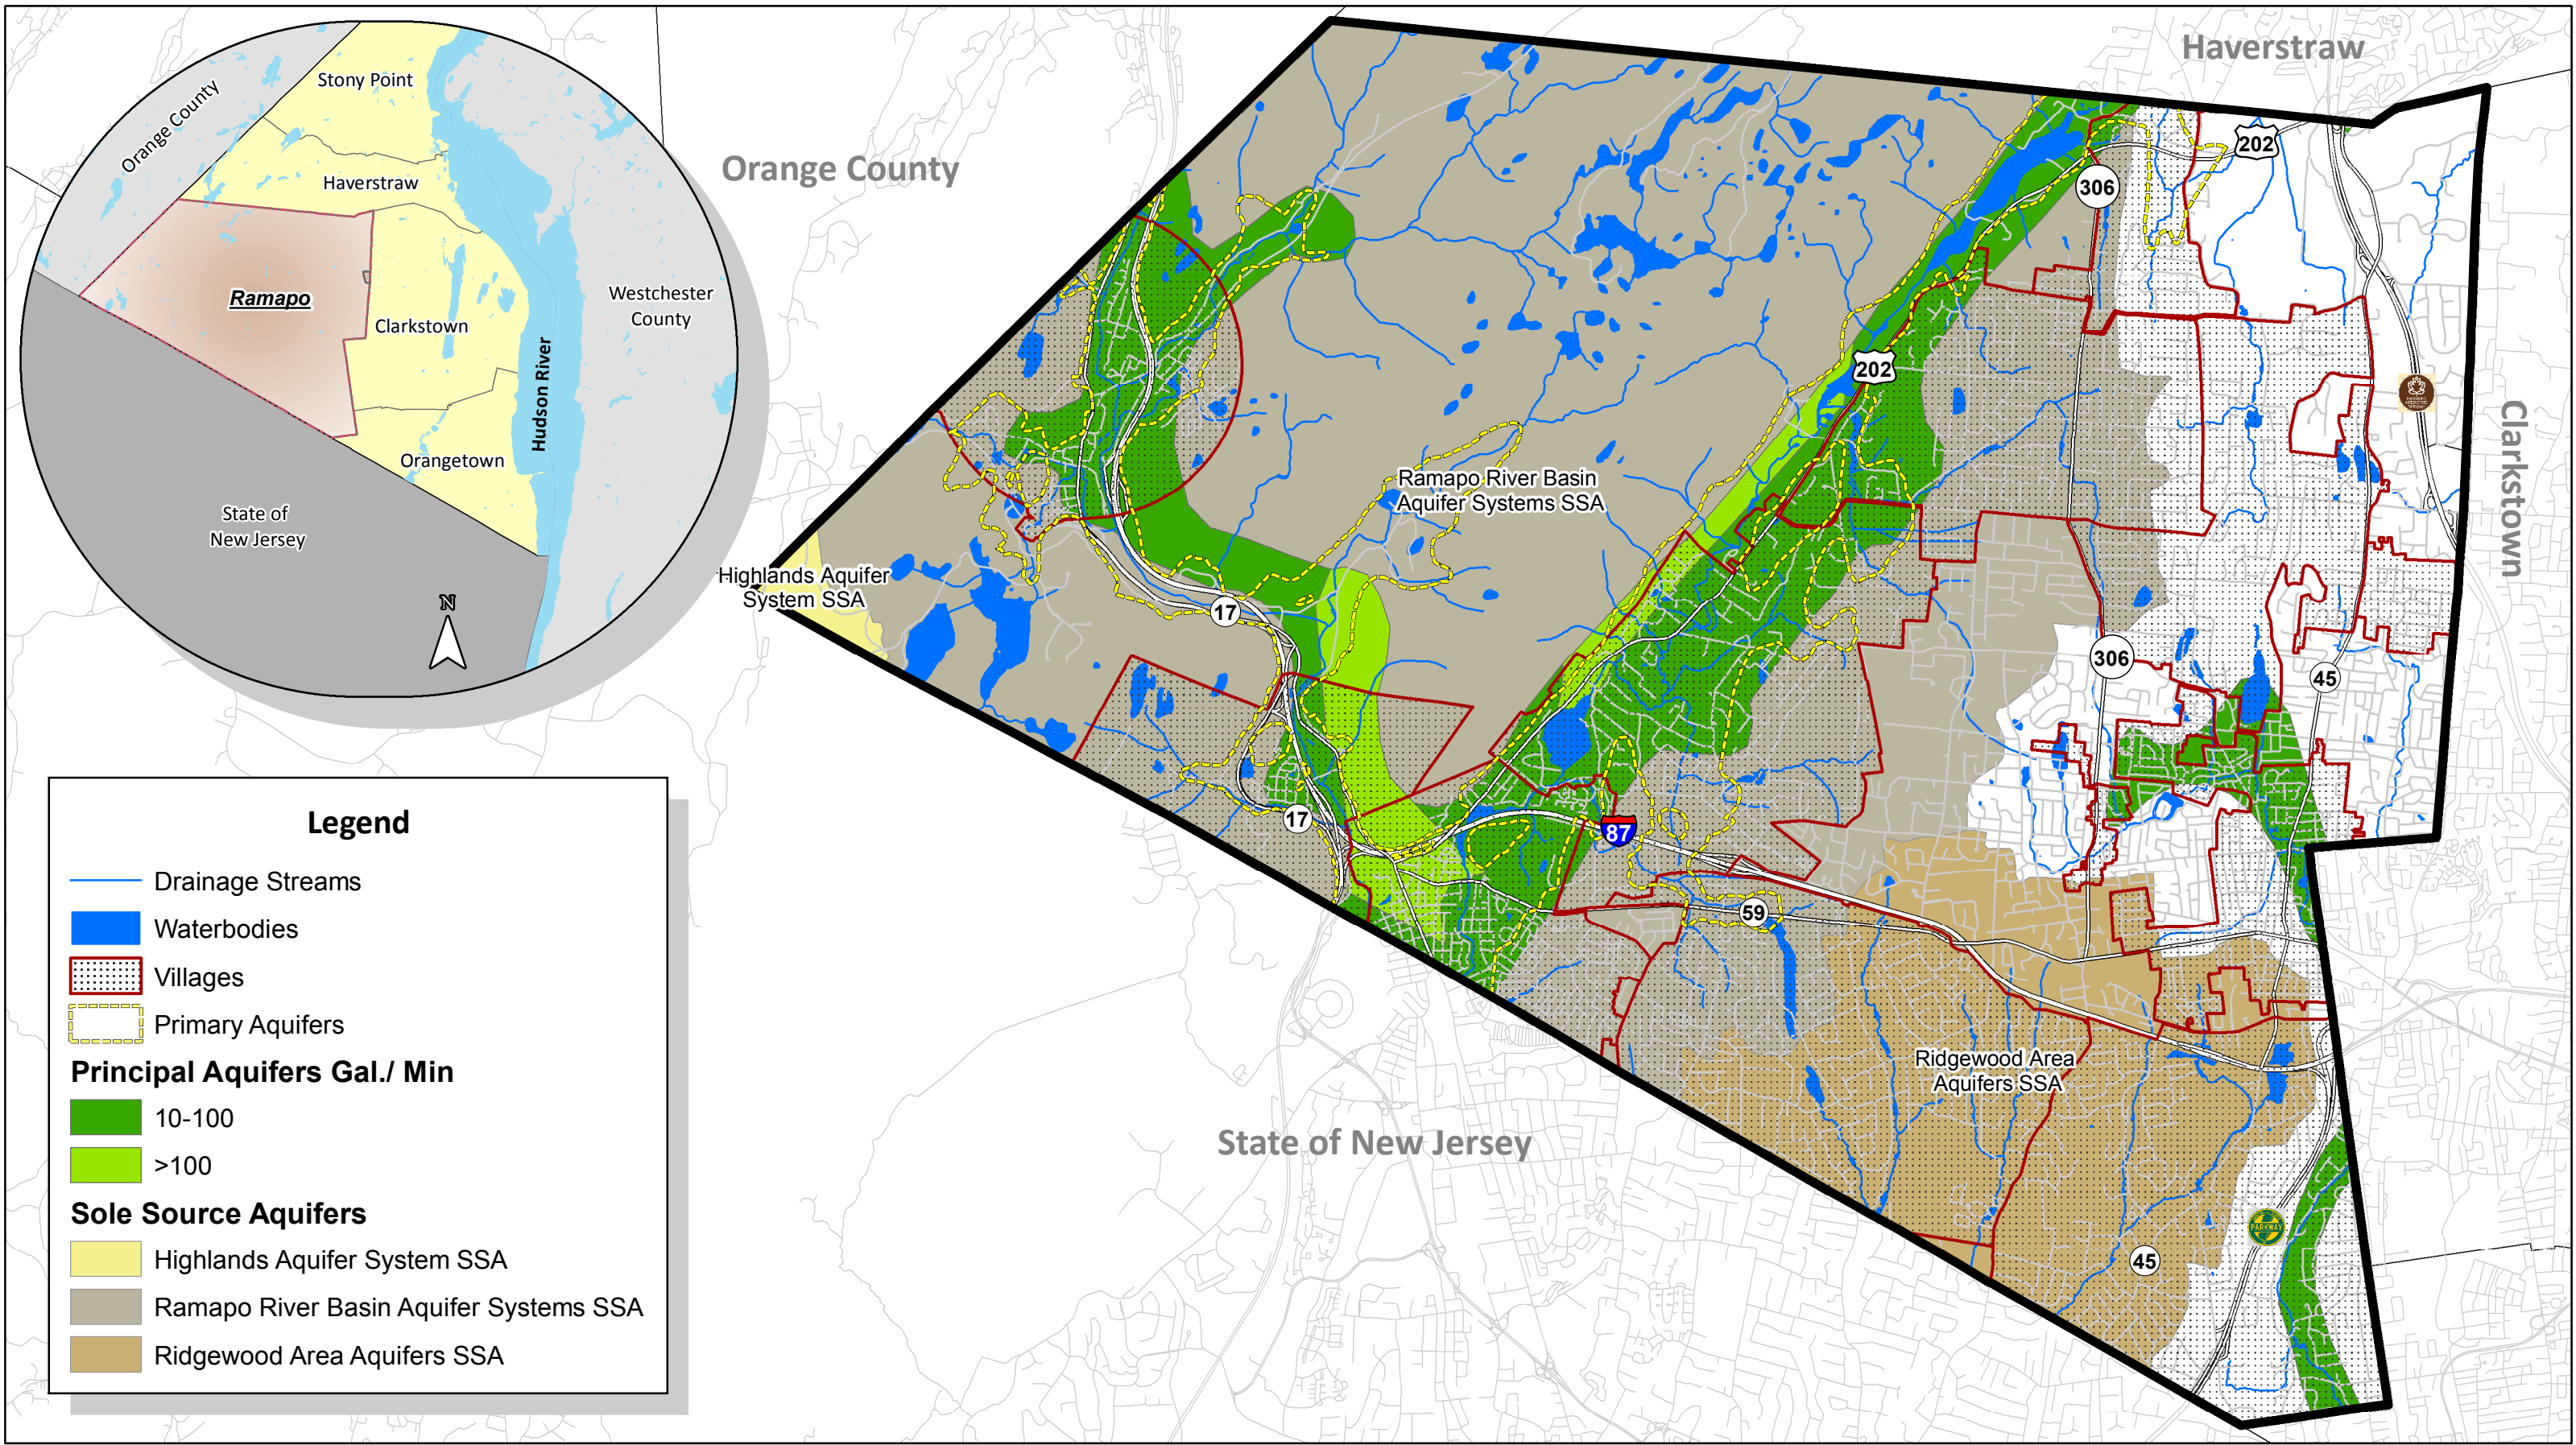 Stony Point
Orange County
Haverstraw
Ramapo
Clarkstown
Westchester
County
Hudson River
Orangetown
State of
New Jersey
N
Haverstraw
Orange County
Clarkstown
State of New Jersey
202
306
202
Ramapo River Basin
Aquifer Systems SSA
Highlands Aquifer
System SSA
17
306
45
17
87
59
Ridgewood Area
Aquifers SSA
PARKWAY
45
Legend
Drainage Streams
Waterbodies
Villages
Primary Aquifers
Principal Aquifers Gal./ Min
10-100
>100
Sole Source Aquifers
Highlands Aquifer System SSA
Ramapo River Basin Aquifer Systems SSA
Ridgewood Area Aquifers SSA